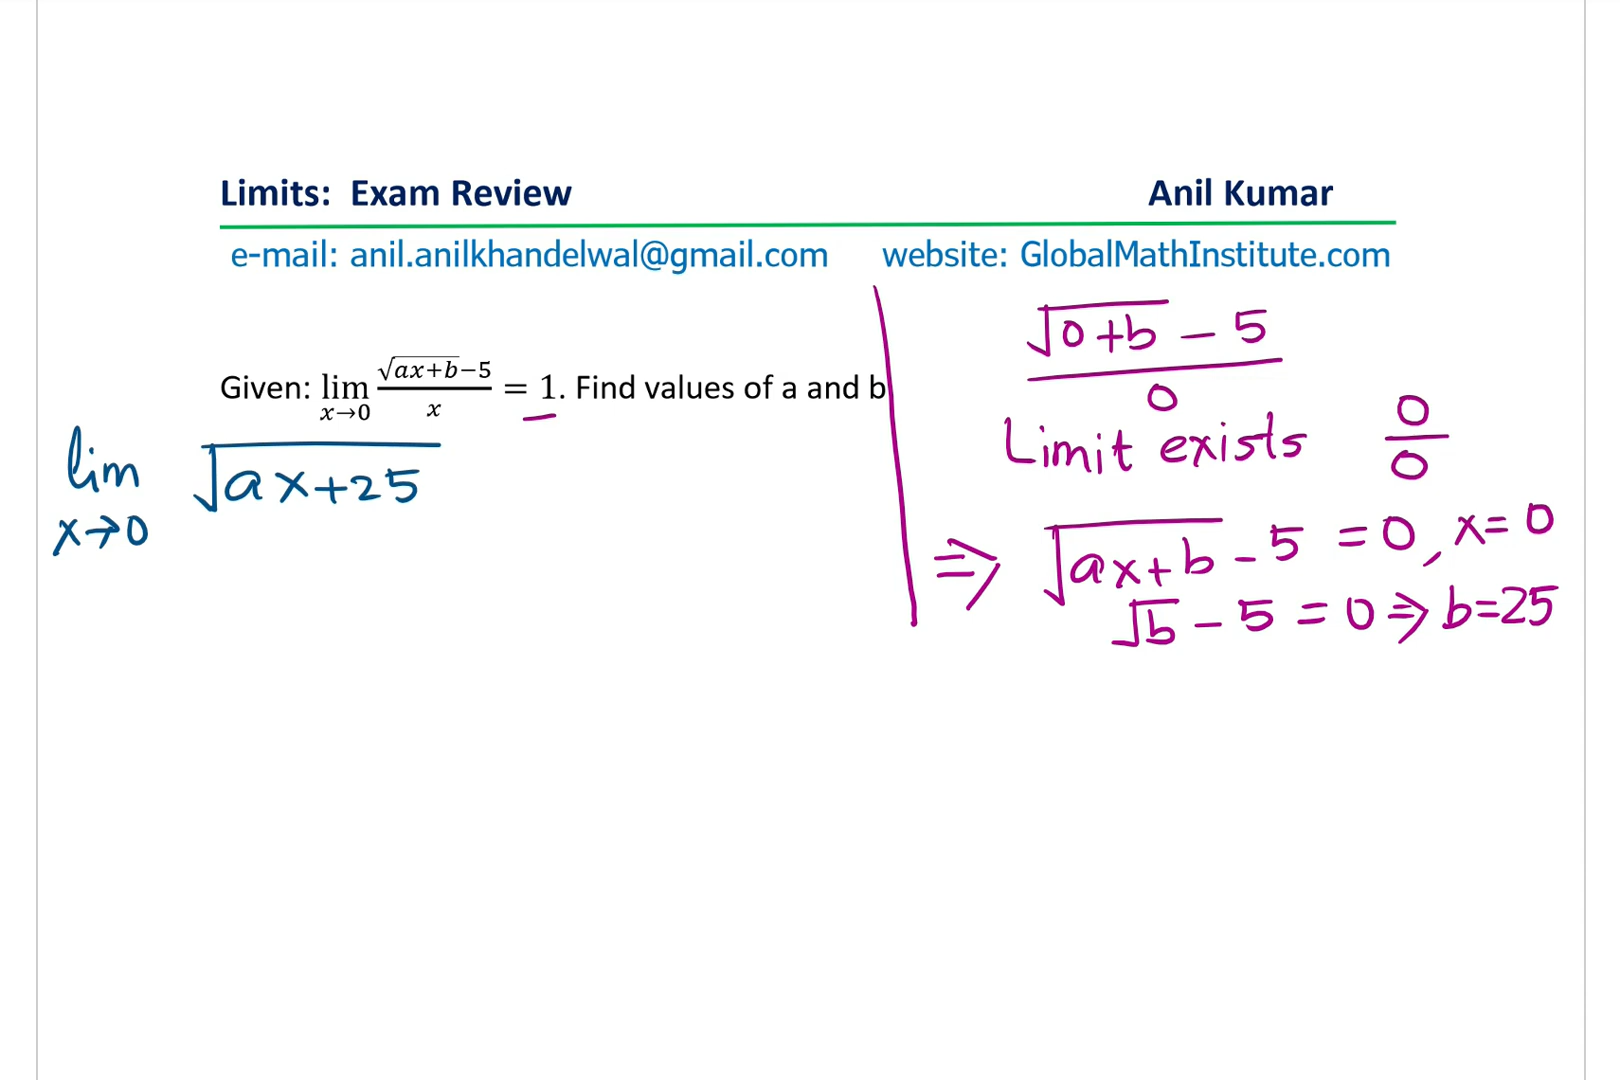 Limits: Exam Review Anil Kumar
e-mail: anil.anilkhandelwal@gmail.com website: GlobalMathInstitute.com
Given: lim x→0 (√(ax+b) −5)/x = 1. Find values of a and b
lim x→0 √(ax+25)
(√(0+b) − 5)/0
Limit exists 0/0
⇒ √(ax+b) − 5 = 0, x=0
√b − 5 = 0 ⇒ b=25